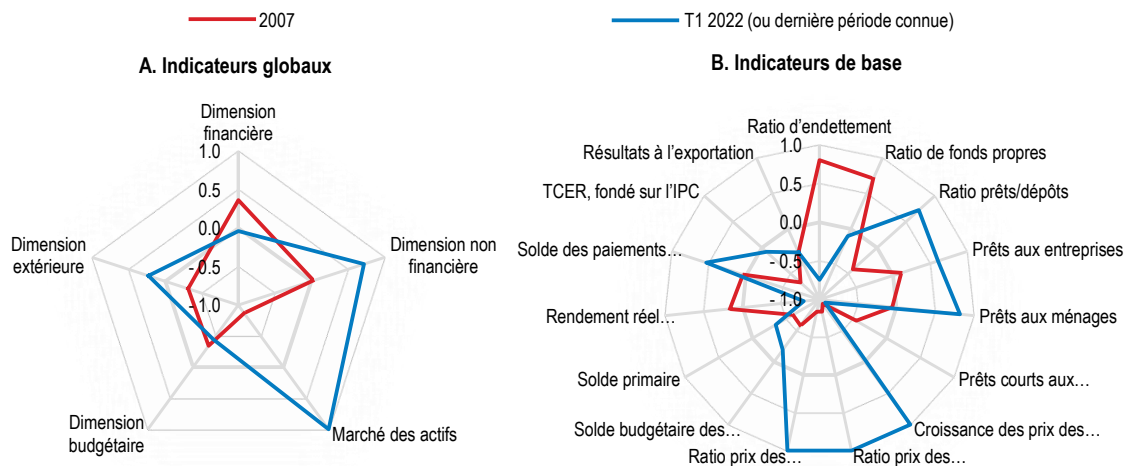 2007
T1 2022 (ou dernière période connue)
A. Indicateurs globaux
Dimension
financière
1.0
0.5
0.0
- 0.5
- 1.0
Dimension
extérieure
Dimension non
financière
Dimension
budgétaire
Marché des actifs
B. Indicateurs de base
Ratio d'endettement
1.0
0.5
0.0
- 0.5
- 1.0
Résultats à l'exportation
Ratio de fonds propres
TCER, fondé sur l'IPC
Ratio prêts/dépôts
Solde des paiements…
Prêts aux entreprises
Rendement réel…
Prêts aux ménages
Solde primaire
Prêts courts aux…
Solde budgétaire des…
Croissance des prix des…
Ratio prix des…
Ratio prix des…